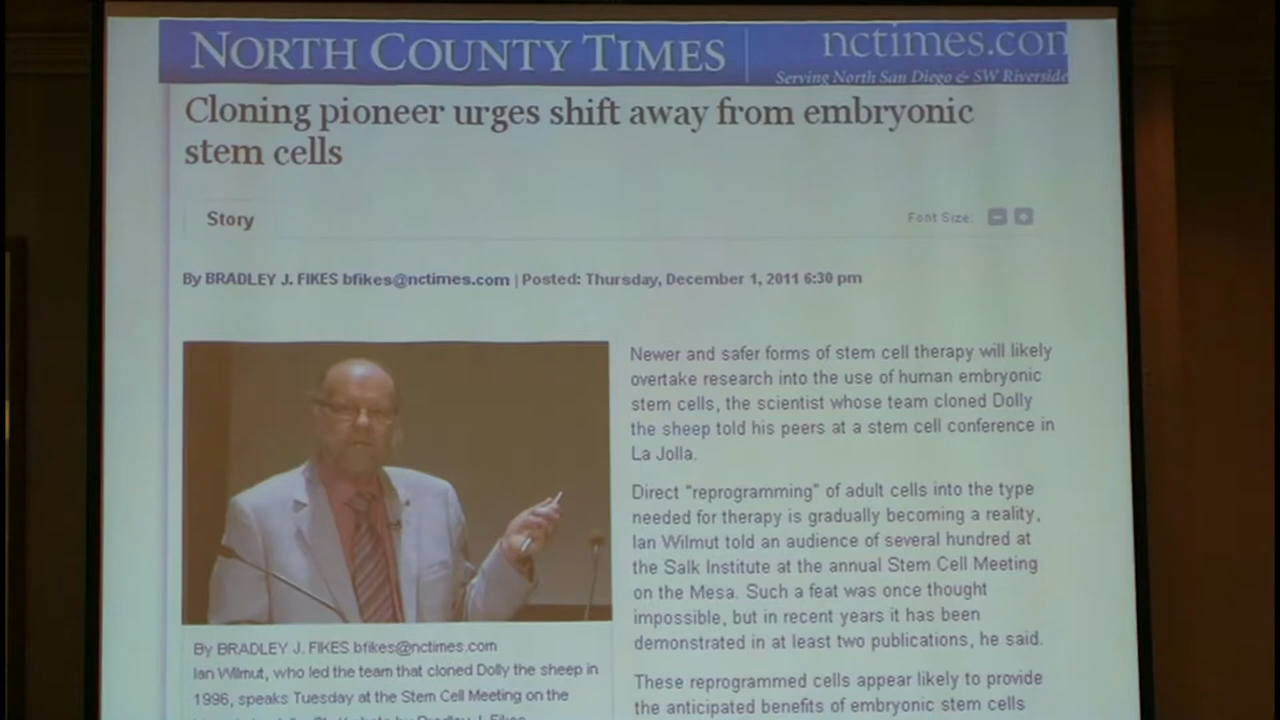 NORTH COUNTY TIMES
nctimes.com
Serving North San Diego & SW Riverside
Cloning pioneer urges shift away from embryonic
stem cells
Story
Font Size:
By BRADLEY J. FIKES bfikes@nctimes.com | Posted: Thursday, December 1, 2011 6:30 pm
Newer and safer forms of stem cell therapy will likely
overtake research into the use of human embryonic
stem cells, the scientist whose team cloned Dolly
the sheep told his peers at a stem cell conference in
La Jolla.
Direct "reprogramming" of adult cells into the type
needed for therapy is gradually becoming a reality,
Ian Wilmut told an audience of several hundred at
the Salk Institute at the annual Stem Cell Meeting
on the Mesa. Such a feat was once thought
impossible, but in recent years it has been
demonstrated in at least two publications, he said.
These reprogrammed cells appear likely to provide
the anticipated benefits of embryonic stem cells
By BRADLEY J. FIKES bfikes@nctimes.com
Ian Wilmut, who led the team that cloned Dolly the sheep in
1996, speaks Tuesday at the Stem Cell Meeting on the